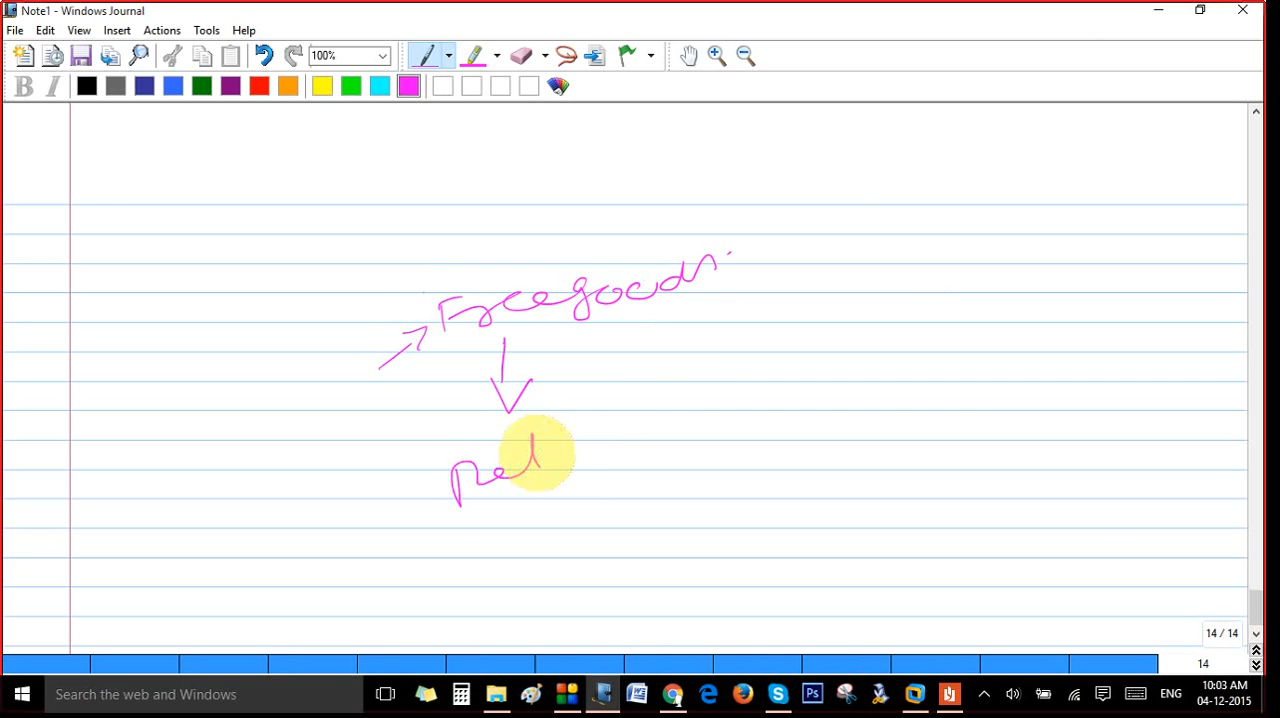 Note1 - Windows Journal
File Edit View Insert Actions Tools Help
100%
B I
Freegoods.
14 / 14
14
Search the web and Windows
ENG
10:03 AM
04-12-2015